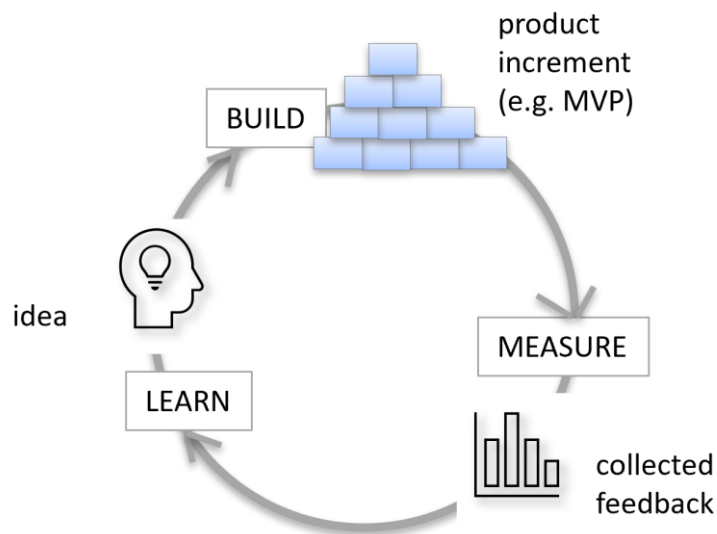 product
increment
(e.g. MVP)
BUILD
idea
MEASURE
LEARN
collected
feedback